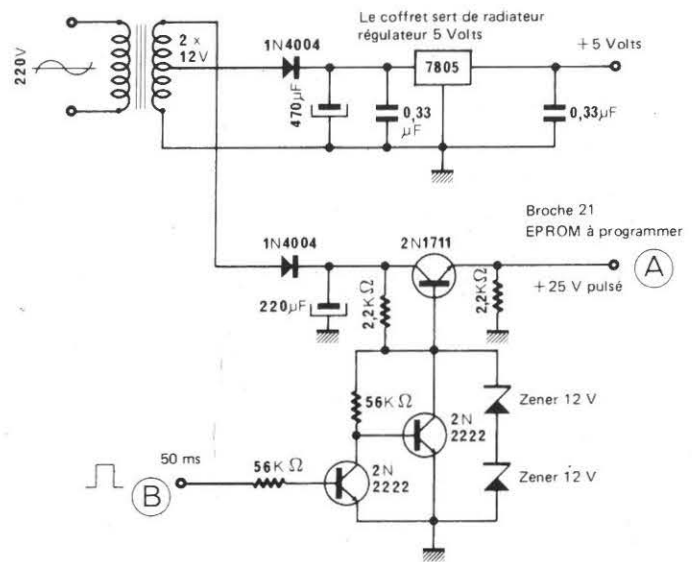 Le coffret sert de radiateur
régulateur 5 Volts
220V
2 x
12V
1N4004
7805
+5 Volts
470µF
0,33
µF
0,33µF
Broche 21
EPROM à programmer
1N4004
2N1711
A
+25 V pulsé
220µF
2,2KΩ
2,2KΩ
56KΩ
Zener 12 V
2N
2222
50 ms
56KΩ
2N
2222
Zener 12 V
B